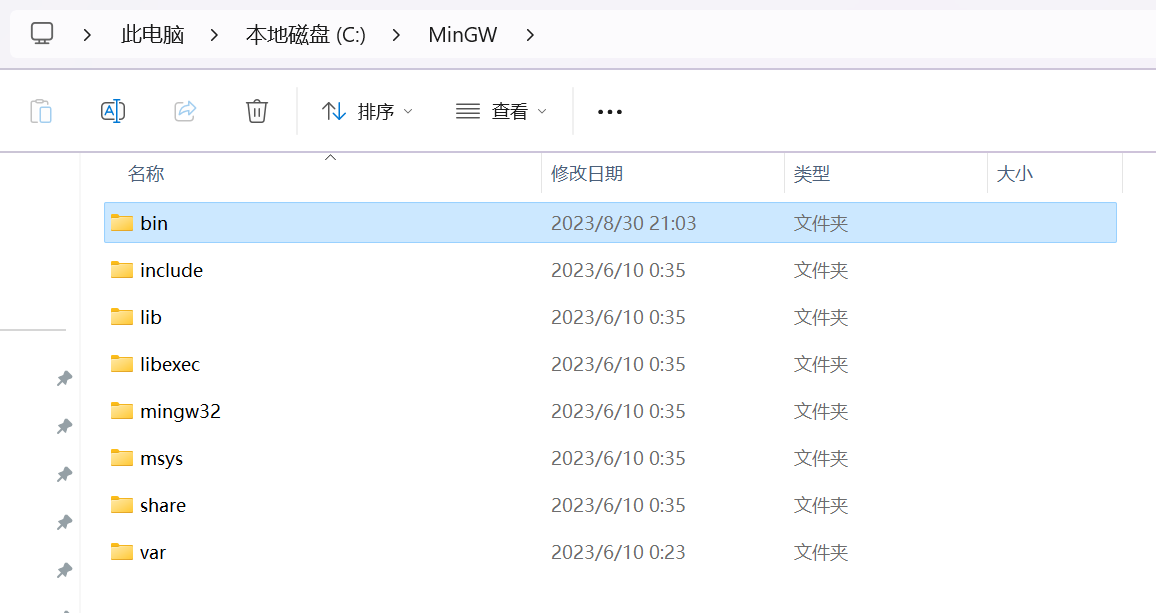 此电脑 本地磁盘 (C:) MinGW
排序 查看
名称 修改日期 类型 大小
bin 2023/8/30 21:03 文件夹
include 2023/6/10 0:35 文件夹
lib 2023/6/10 0:35 文件夹
libexec 2023/6/10 0:35 文件夹
mingw32 2023/6/10 0:35 文件夹
msys 2023/6/10 0:35 文件夹
share 2023/6/10 0:35 文件夹
var 2023/6/10 0:23 文件夹